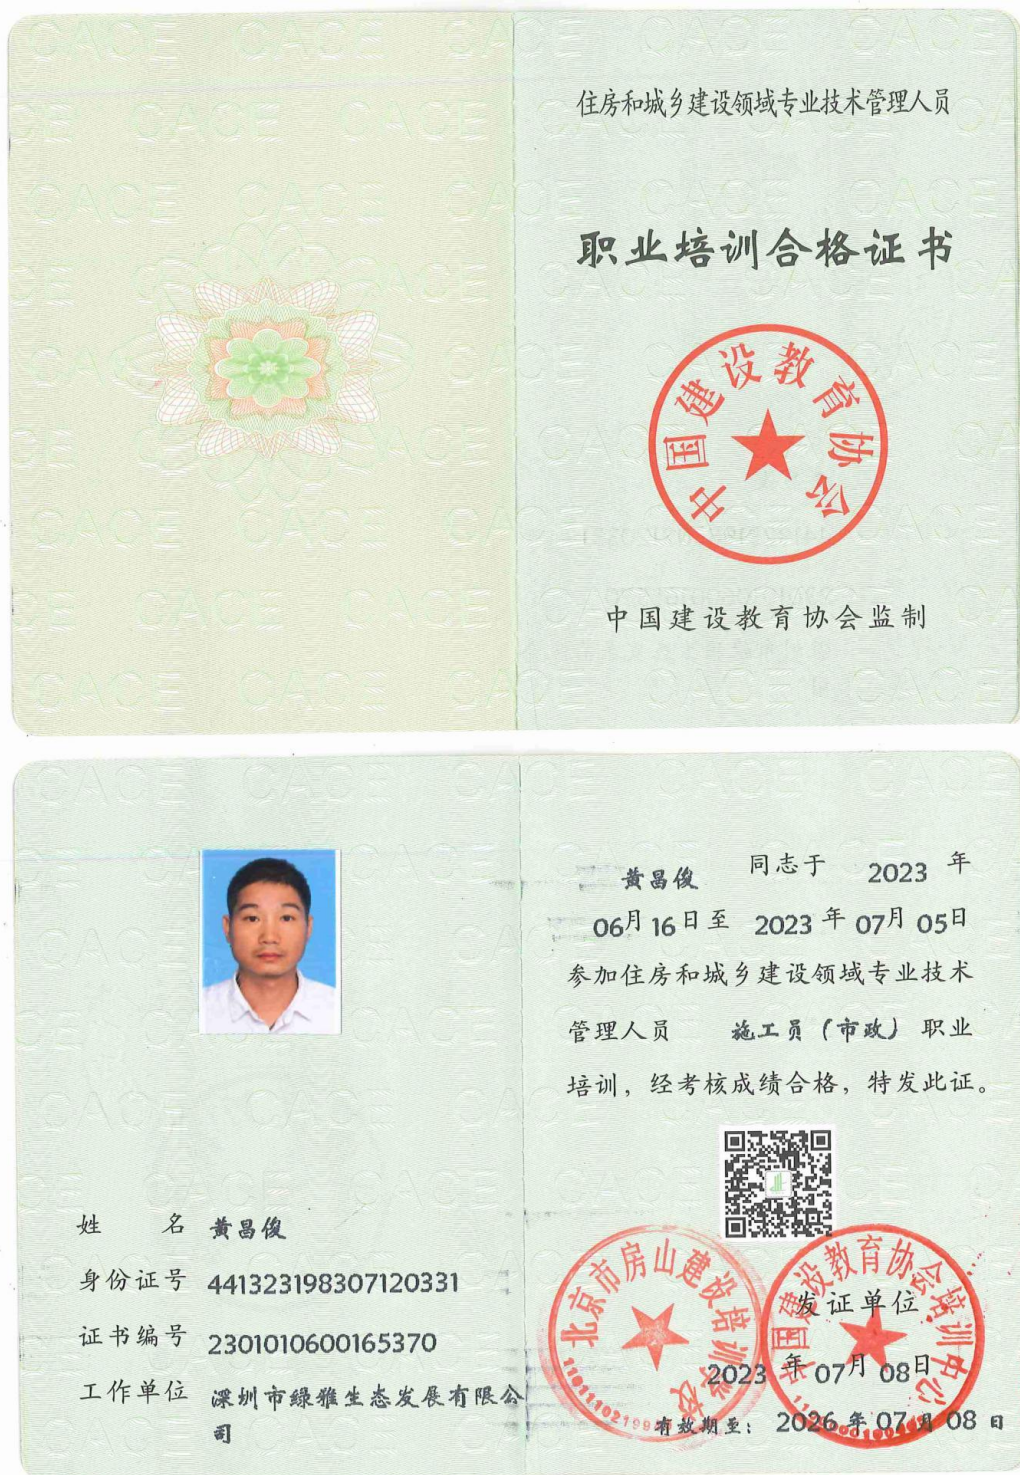 住房和城乡建设领域专业技术管理人员
职业培训合格证书
中国建设教育协会
中国建设教育协会监制
黄昌俊 同志于 2023 年
06月16日至 2023 年 07月 05日
参加住房和城乡建设领域专业技术
管理人员 施工员（市政） 职业
培训，经考核成绩合格，特发此证。
姓 名 黄昌俊
身份证号 441323198307120331
证书编号 2301010600165370
工作单位 深圳市绿雅生态发展有限公
司
北京市房山建设培训学校
中国建设教育协会培训中心
发证单位
2023 年 07月 08日
有效期至： 2026 年 07 月 08 日
CACE